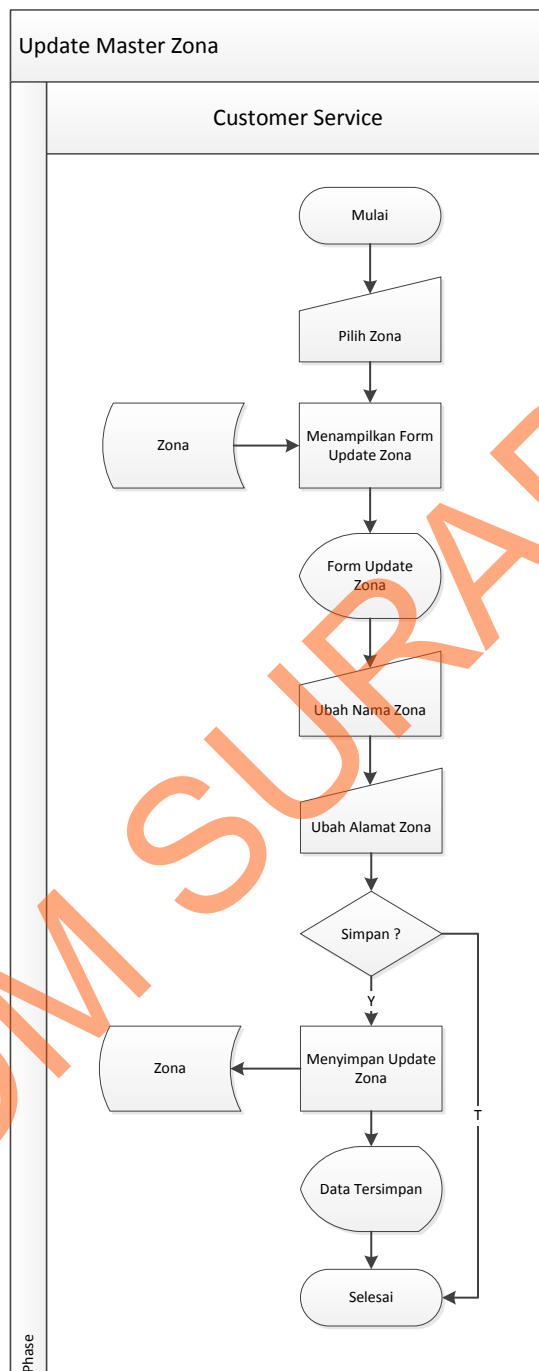 Update Master Zona
Customer Service
Mulai
Pilih Zona
Zona
Menampilkan Form
Update Zona
Form Update
Zona
Ubah Nama Zona
Ubah Alamat Zona
Simpan ?
Y
Zona
Menyimpan Update
Zona
T
Data Tersimpan
Selesai
Phase